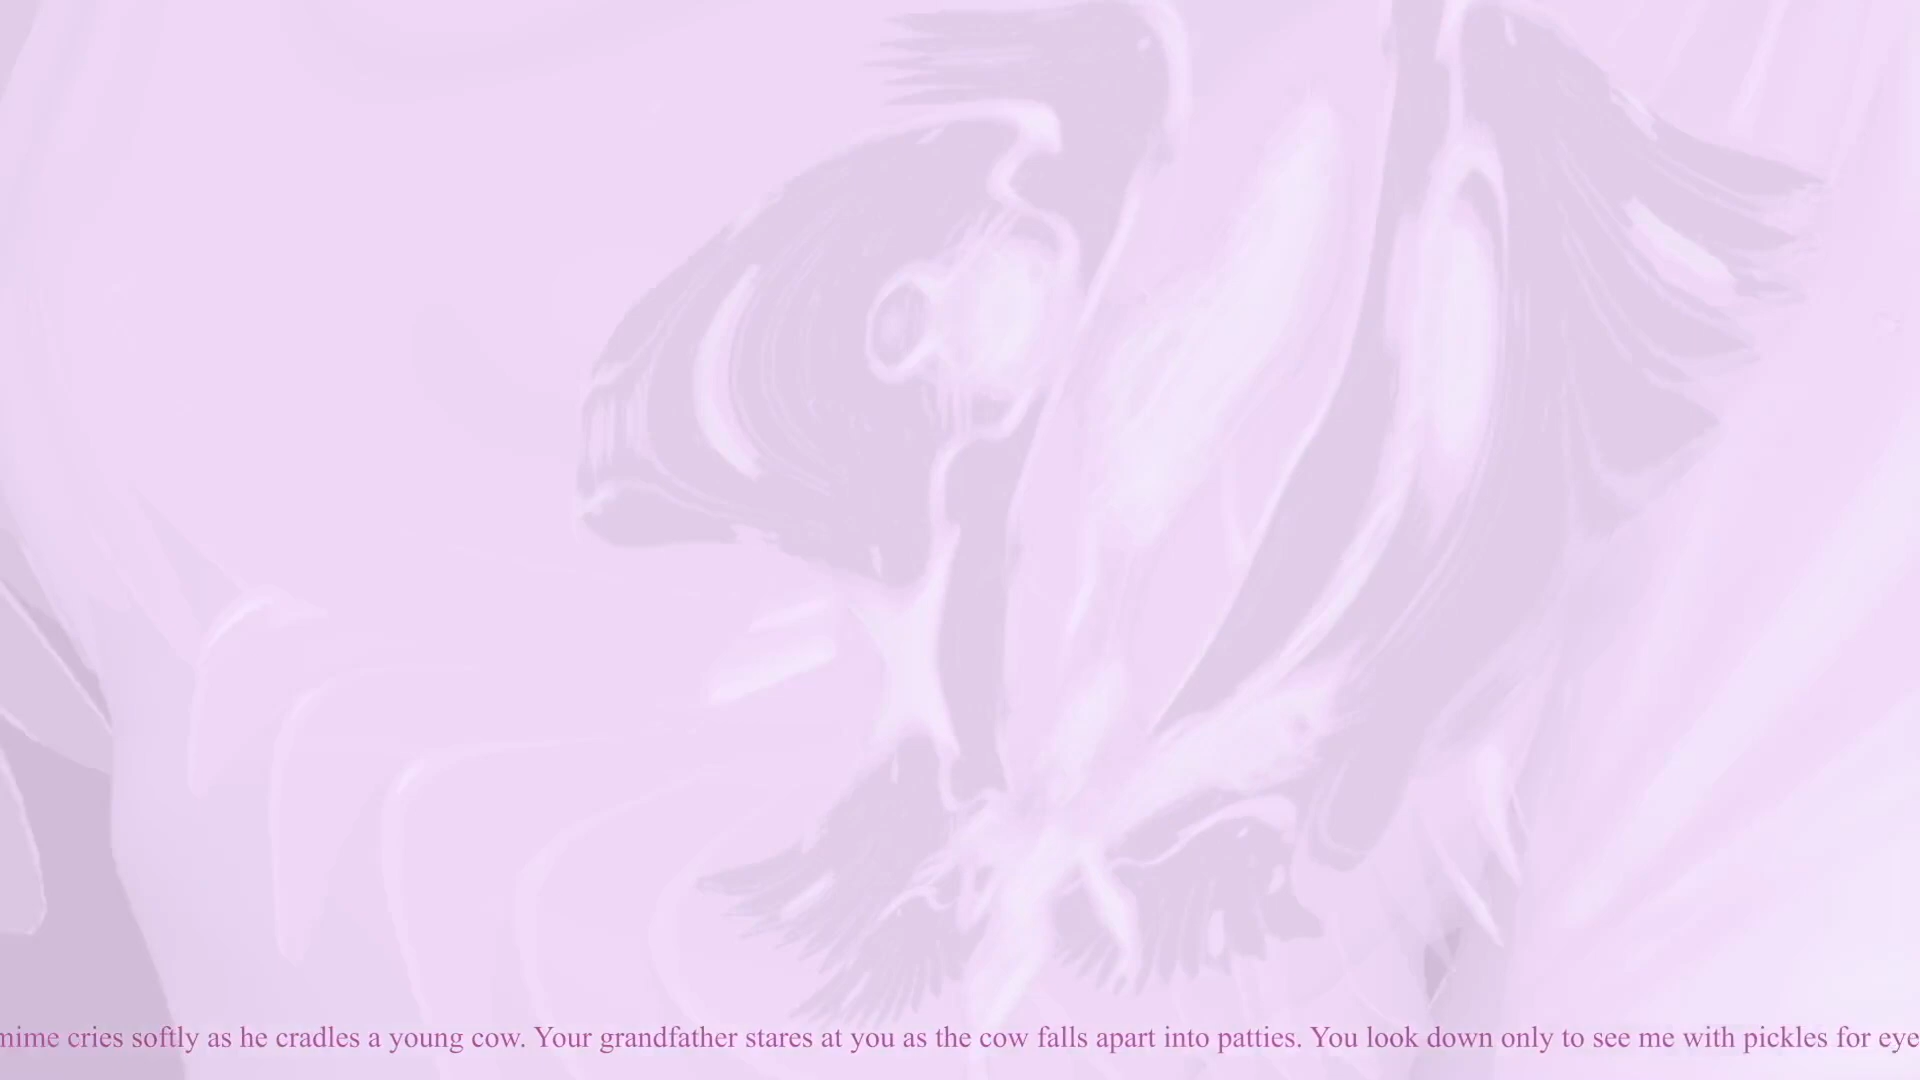 mime cries softly as he cradles a young cow. Your grandfather stares at you as the cow falls apart into patties. You look down only to see me with pickles for eye